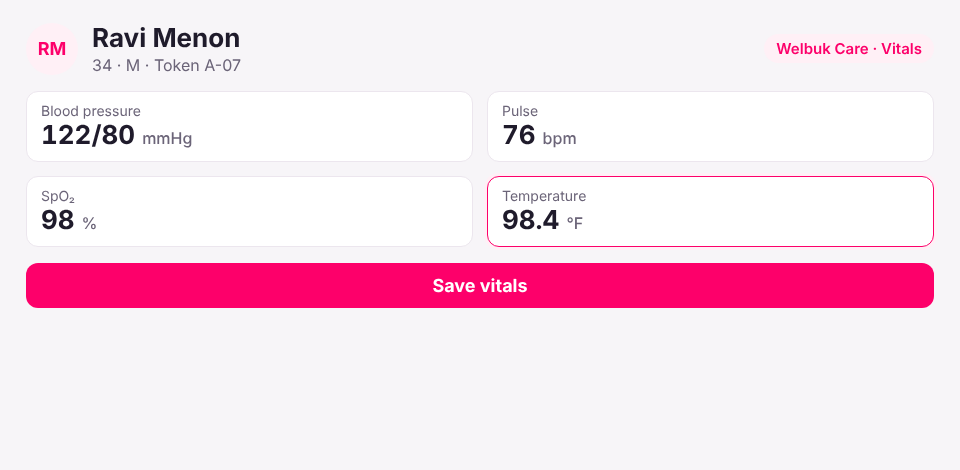 RM
Ravi Menon
34 · M · Token A-07
Welbuk Care · Vitals
Blood pressure
122/80 mmHg
Pulse
76 bpm
SpO₂
98 %
Temperature
98.4 °F
Save vitals